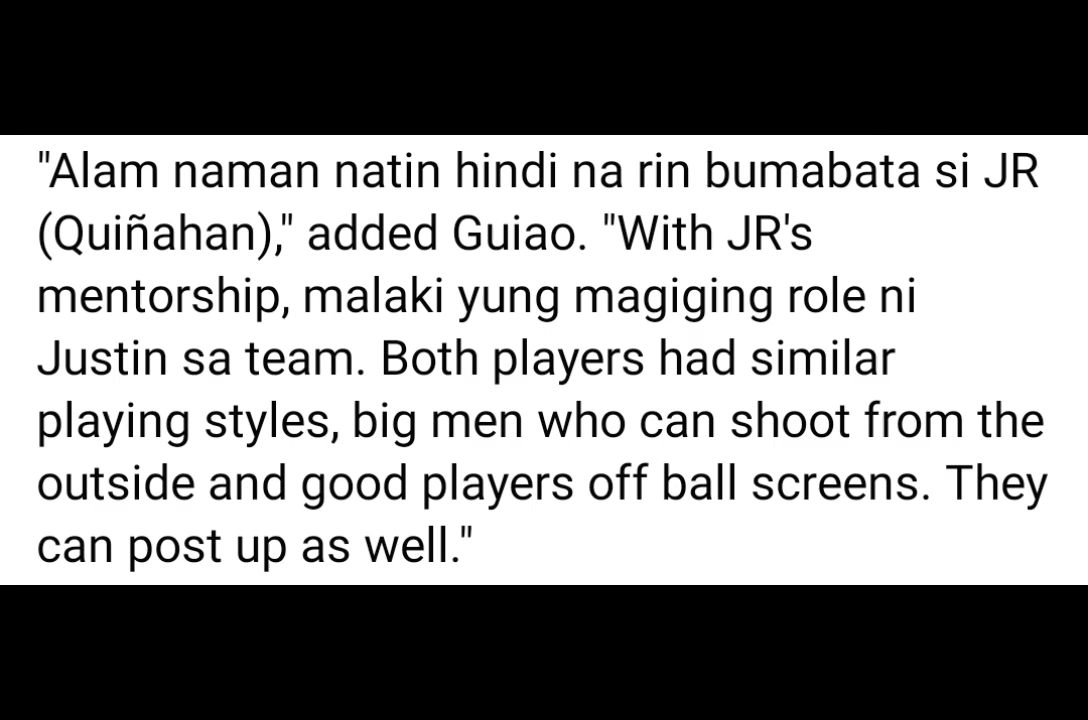 "Alam naman natin hindi na rin bumabata si JR
(Quiñahan)," added Guiao. "With JR's
mentorship, malaki yung magiging role ni
Justin sa team. Both players had similar
playing styles, big men who can shoot from the
outside and good players off ball screens. They
can post up as well."